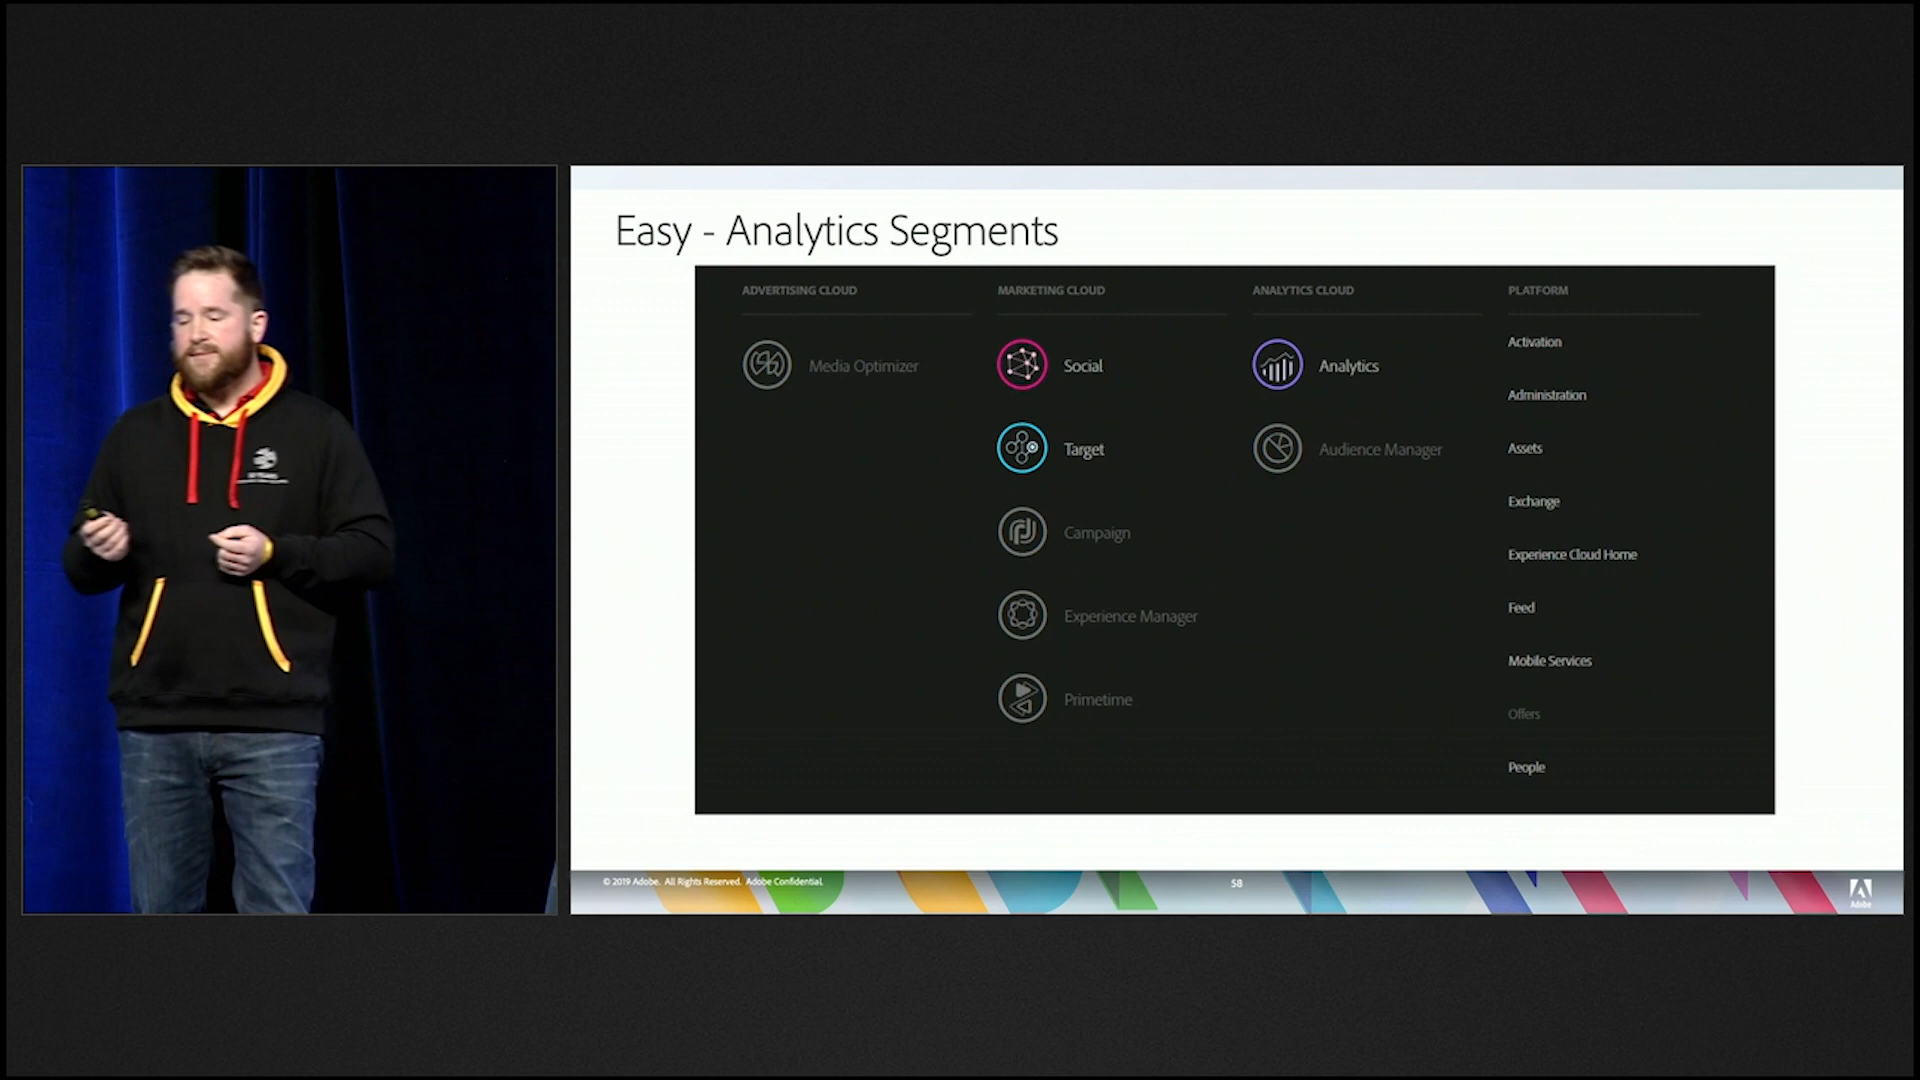 Easy - Analytics Segments
ADVERTISING CLOUD
Media Optimizer
MARKETING CLOUD
Social
Target
Campaign
Experience Manager
Primetime
ANALYTICS CLOUD
Analytics
Audience Manager
PLATFORM
Activation
Administration
Assets
Exchange
Experience Cloud Home
Feed
Mobile Services
Offers
People
© 2019 Adobe. All Rights Reserved. Adobe Confidential.
58
Adobe